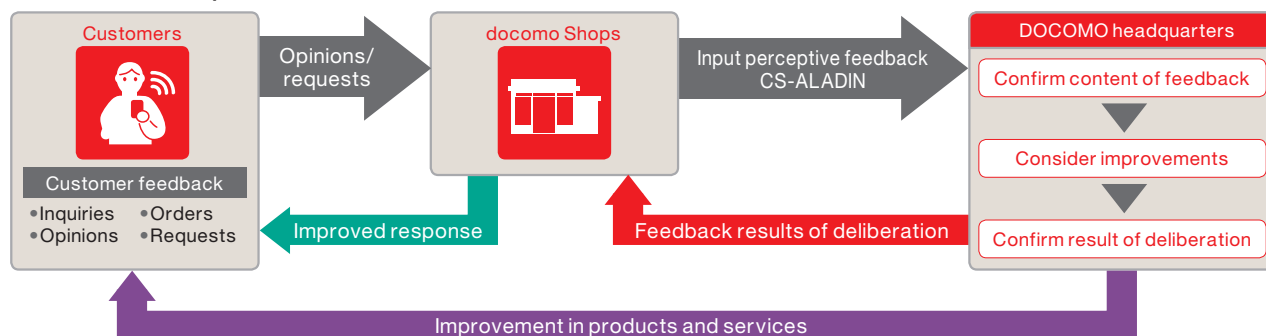 Customers
Customer feedback
•Inquiries •Orders
•Opinions •Requests
Opinions/
requests
docomo Shops
Input perceptive feedback
CS-ALADIN
DOCOMO headquarters
Confirm content of feedback
Consider improvements
Confirm result of deliberation
Improved response
Feedback results of deliberation
Improvement in products and services